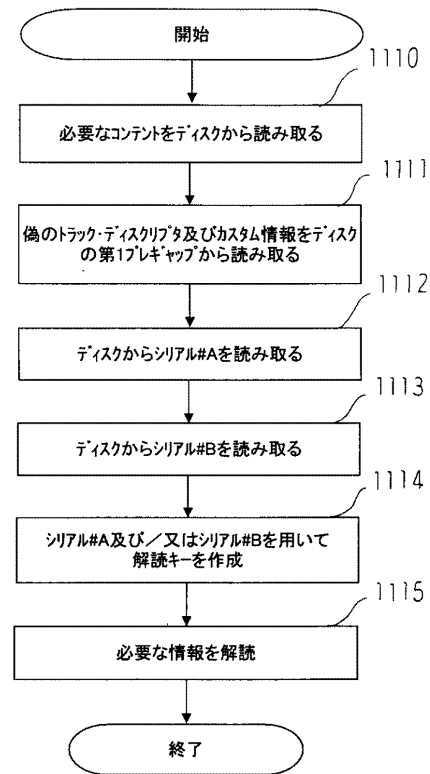 開始
1110
必要なコンテントをディスクから読み取る
1111
偽のトラック・ディスクリプタ及びカスタム情報をディスク
の第1プレギャップから読み取る
1112
ディスクからシリアル#Aを読み取る
1113
ディスクからシリアル#Bを読み取る
1114
シリアル#A及び/又はシリアル#Bを用いて
解読キーを作成
1115
必要な情報を解読
終了